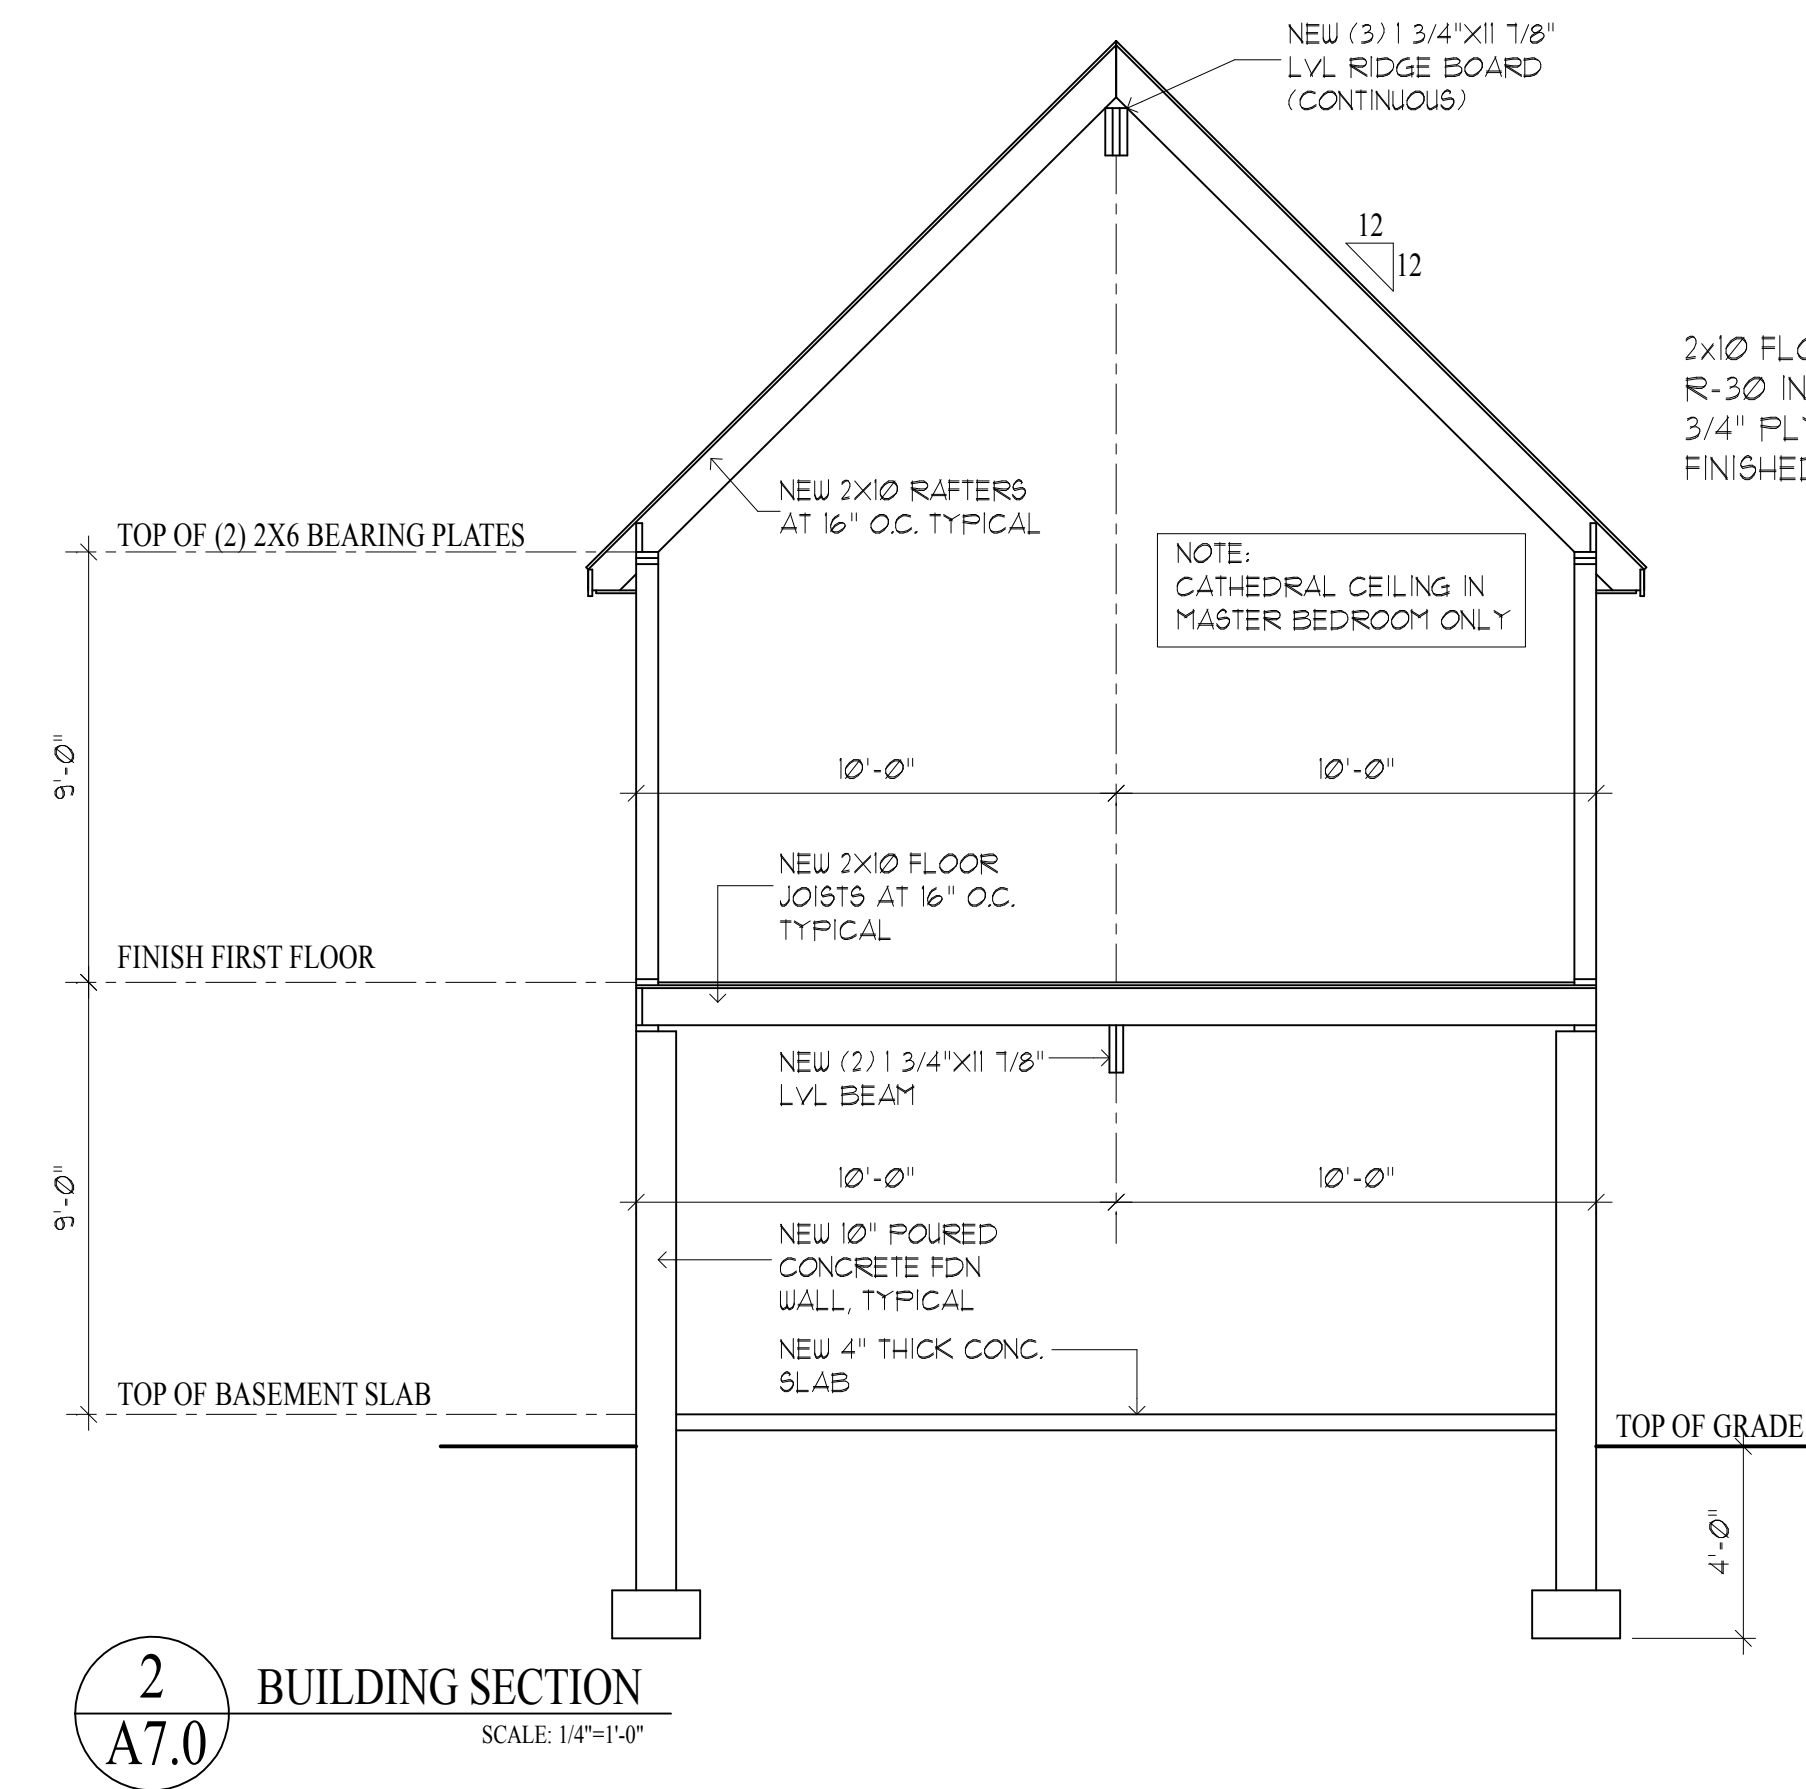 NEW (3) 1 3/4"X11 7/8"
LVL RIDGE BOARD
(CONTINUOUS)
12
12
2x10 FLO
R-30 IN
3/4" PLY
FINISHED
NEW 2X10 RAFTERS
AT 16" O.C. TYPICAL
TOP OF (2) 2X6 BEARING PLATES
NOTE:
CATHEDRAL CEILING IN
MASTER BEDROOM ONLY
9'-0"
10'-0"
10'-0"
NEW 2X10 FLOOR
JOISTS AT 16" O.C.
TYPICAL
FINISH FIRST FLOOR
NEW (2) 1 3/4"X11 7/8"
LVL BEAM
9'-0"
10'-0"
10'-0"
NEW 10" POURED
CONCRETE FDN
WALL, TYPICAL
NEW 4" THICK CONC.
SLAB
TOP OF BASEMENT SLAB
TOP OF GRADE
4'-0"
2
A7.0
BUILDING SECTION
SCALE: 1/4"=1'-0"